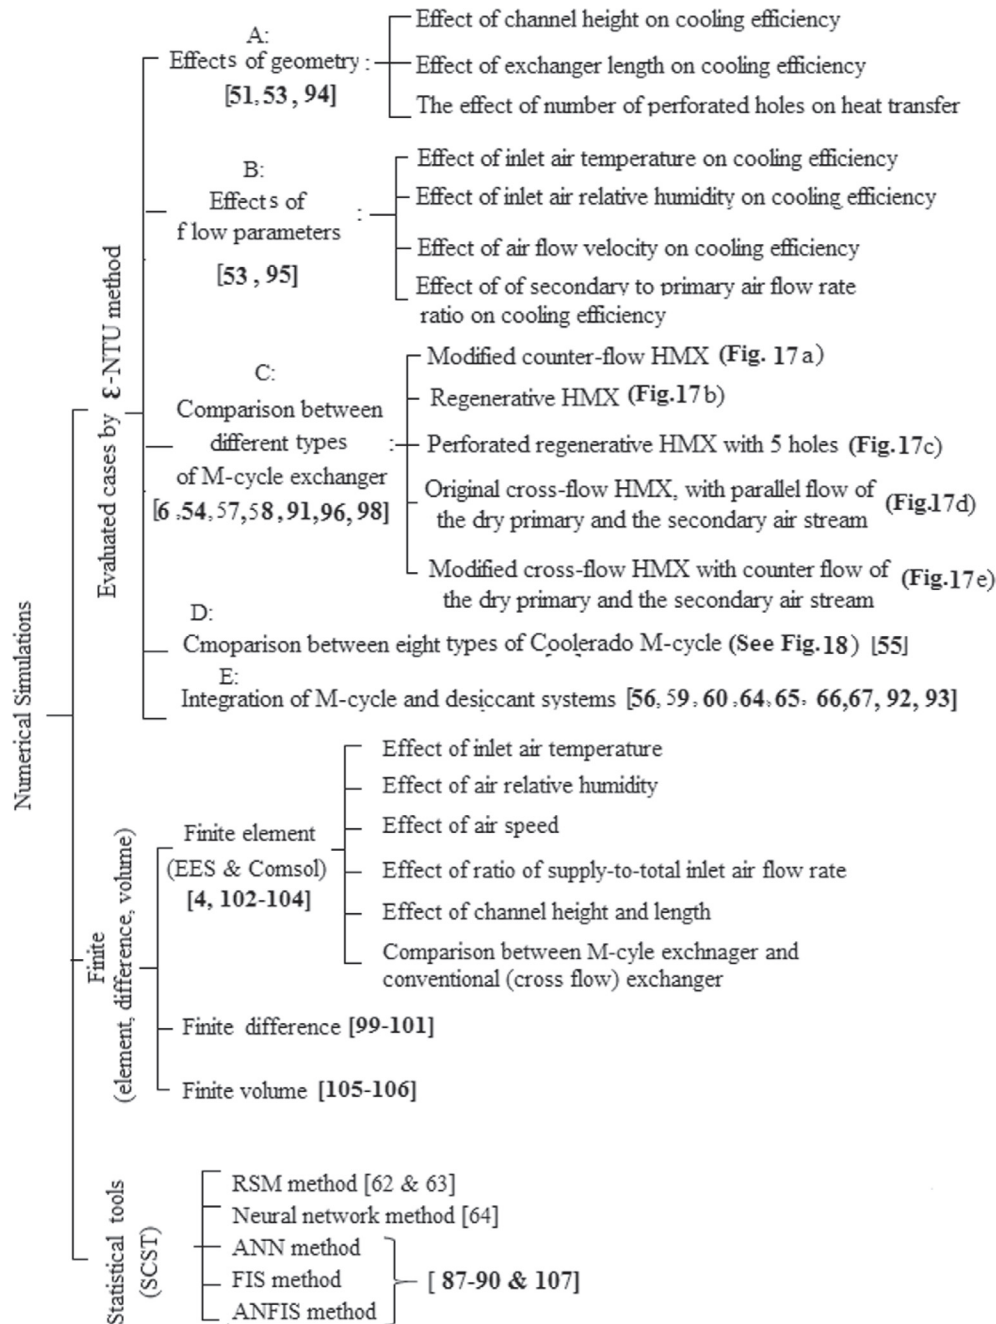 Numerical Simulations
Evaluated cases by ε-NTU method
A:
Effects of geometry :
[51,53 , 94]
Effect of channel height on cooling efficiency
Effect of exchanger length on cooling efficiency
The effect of number of perforated holes on heat transfer
B:
Effects of
flow parameters
:
[53 , 95]
Effect of inlet air temperature on cooling efficiency
Effect of inlet air relative humidity on cooling efficiency
Effect of air flow velocity on cooling efficiency
Effect of of secondary to primary air flow rate
ratio on cooling efficiency
C:
Comparison between
different types :
of M-cycle exchanger
[6 ,54, 57,58 , 91,96, 98]
Modified counter-flow HMX (Fig. 17 a)
Regenerative HMX (Fig.17 b)
Perforated regenerative HMX with 5 holes (Fig.17c)
Original cross-flow HMX, with parallel flow of
the dry primary and the secondary air stream
(Fig.17d)
Modified cross-flow HMX with counter flow of
the dry primary and the secondary air stream
(Fig.17e)
D:
Cmoparison between eight types of Coolerado M-cycle (See Fig.18) [55]
E:
Integration of M-cycle and desiccant systems [56, 59, 60 ,64, 65, 66,67, 92, 93]
Finite
(element, difference, volume)
Finite element
(EES & Comsol)
[4, 102-104]
Effect of inlet air temperature
Effect of air relative humidity
Effect of air speed
Effect of ratio of supply-to-total inlet air flow rate
Effect of channel height and length
Comparison between M-cyle exchnager and
conventional (cross flow) exchanger
Finite difference [99-101]
Finite volume [105-106]
Statistical tools
(SCST)
RSM method [62 & 63]
Neural network method [64]
ANN method
FIS method
ANFIS method
[ 87-90 & 107]